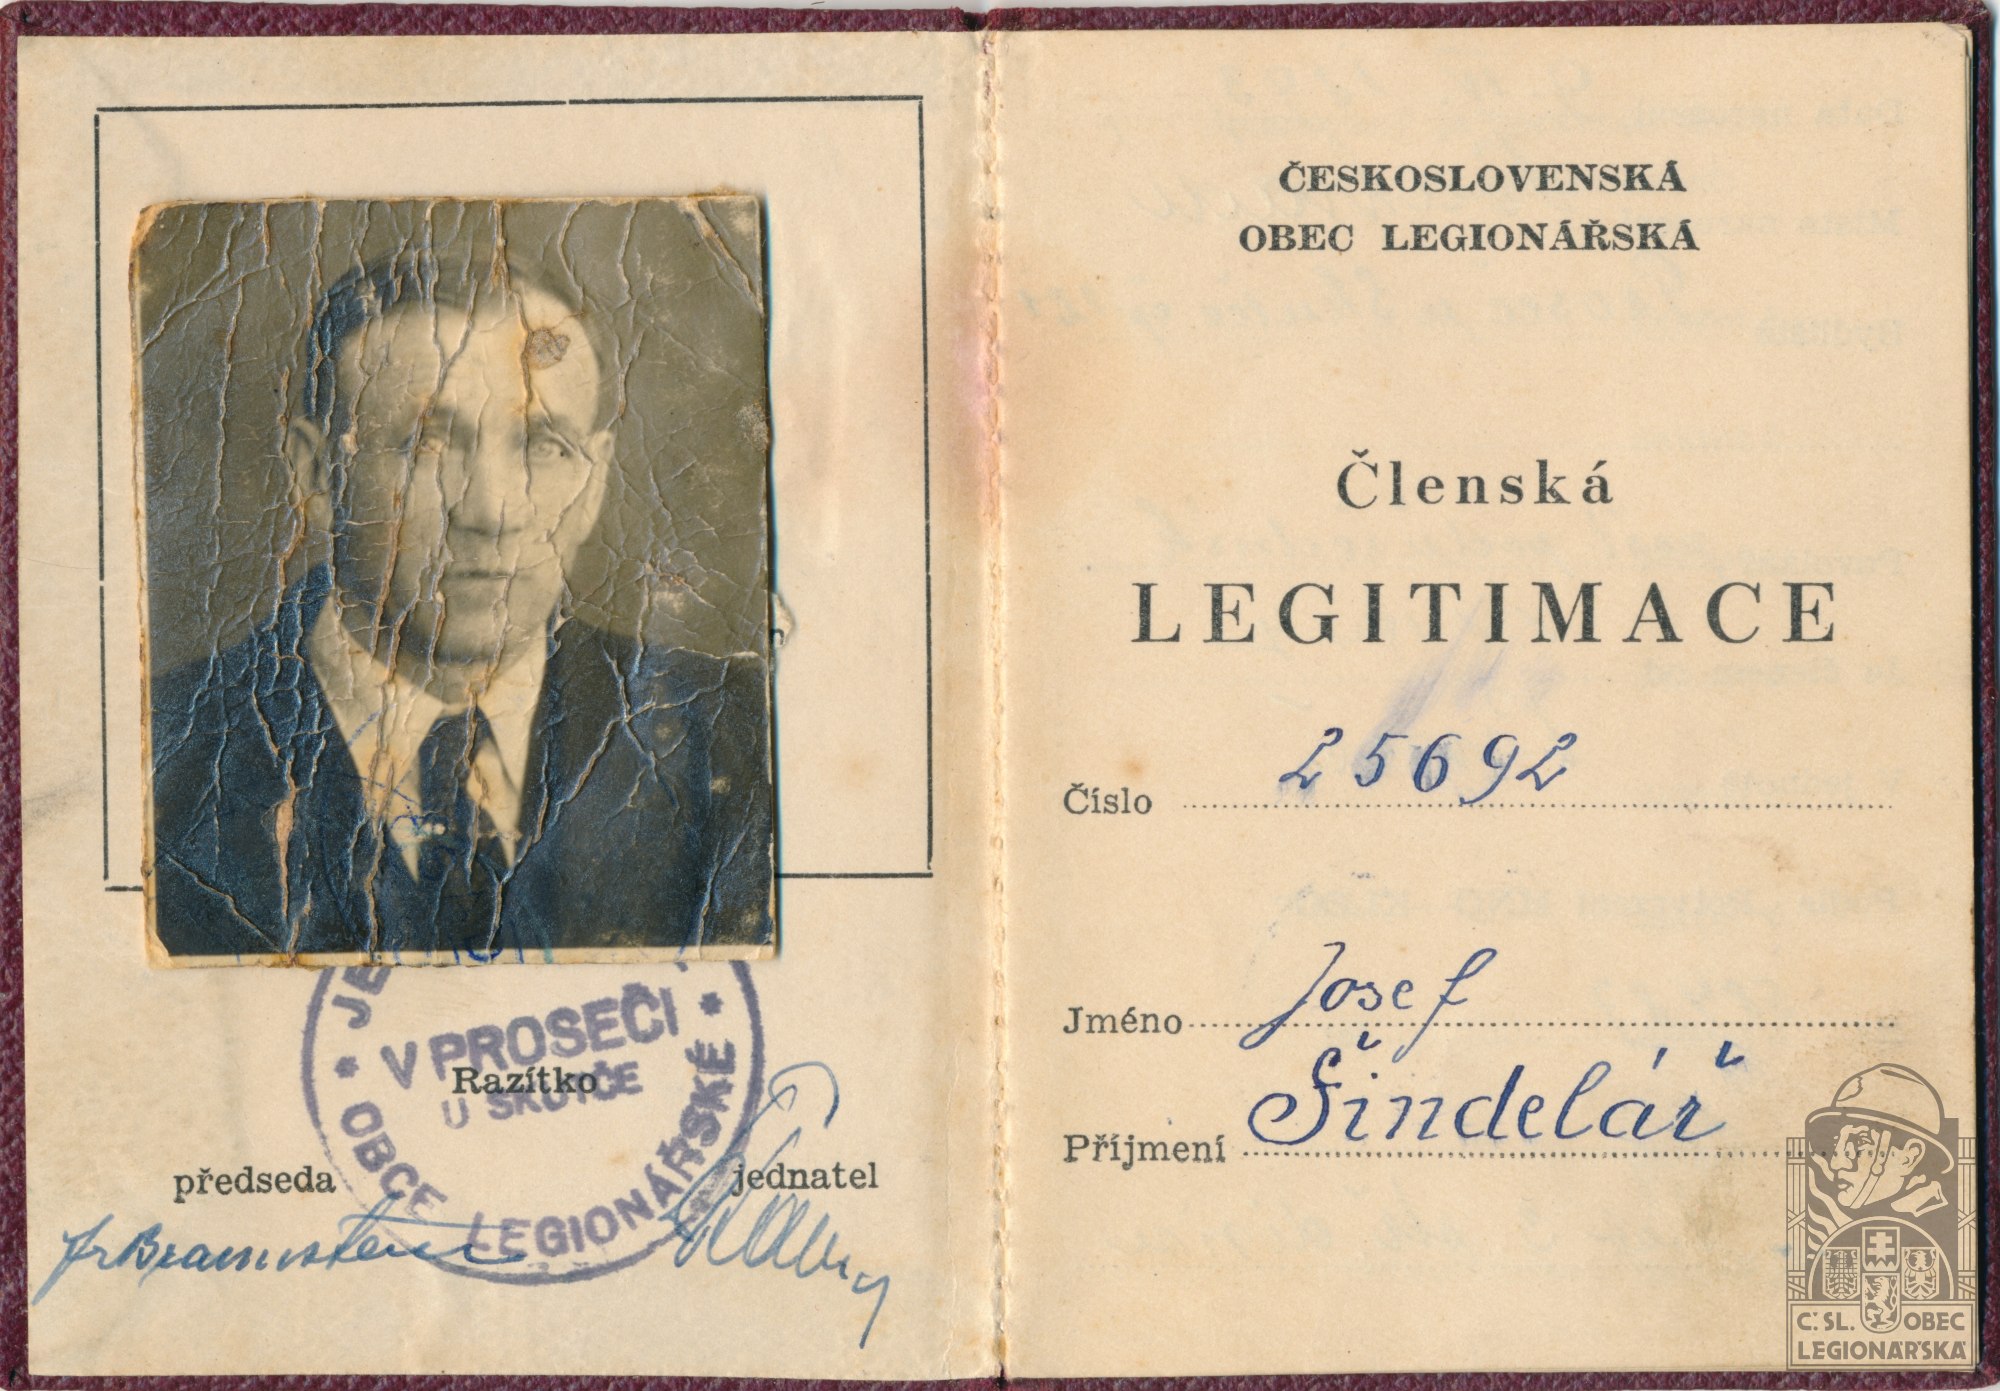 JE
V PROSEČI
U SKUTČE
OBCE LEGIONÁŘSKÉ
Razítko
předseda
jednatel
ČESKOSLOVENSKÁ
OBEC LEGIONÁŘSKÁ
Členská
LEGITIMACE
Číslo 25692
Jméno Josef
Příjmení Šindelář
Č. SL. OBEC
LEGIONÁŘSKÁ